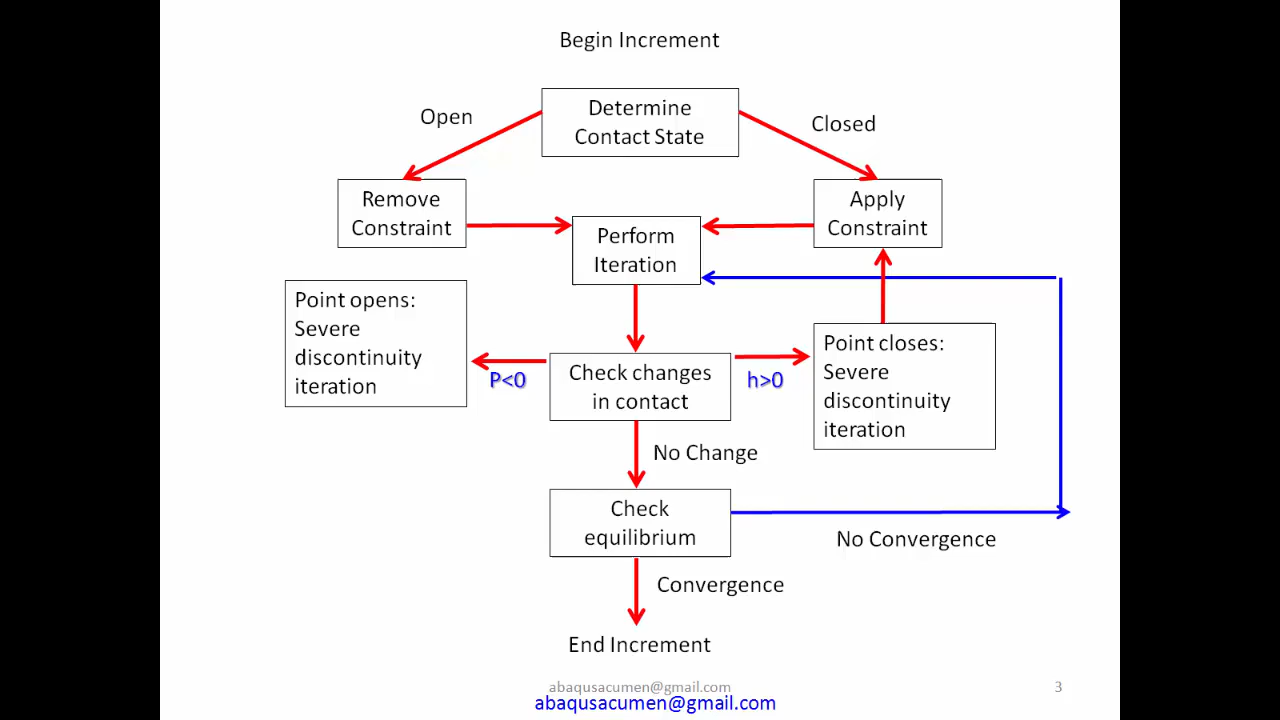 Begin Increment
Determine
Contact State
Open
Closed
Remove
Constraint
Apply
Constraint
Perform
Iteration
Point opens:
Severe
discontinuity
iteration
P<0
Check changes
in contact
h>0
Point closes:
Severe
discontinuity
iteration
No Change
Check
equilibrium
No Convergence
Convergence
End Increment
abaqusacumen@gmail.com
3
abaqusacumen@gmail.com